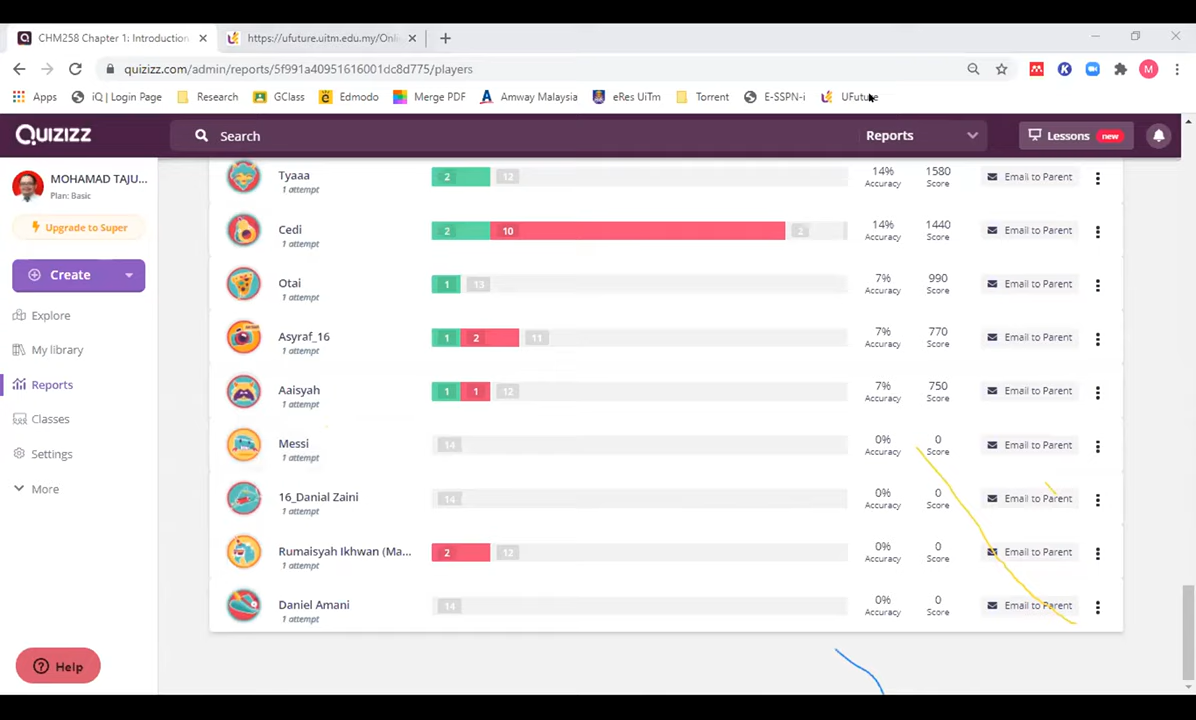 CHM258 Chapter 1: Introduction
https://ufuture.uitm.edu.my/Onli
quizizz.com/admin/reports/5f991a40951616001dc8d775/players
M
Apps iQ | Login Page Research GClass Edmodo Merge PDF Amway Malaysia eRes UiTm Torrent E-SSPN-i UFuture
QUIZIZZ Search Reports Lessons new
MOHAMAD TAJU...
Plan: Basic
Upgrade to Super
Create
Explore
My library
Reports
Classes
Settings
More
Help
Tyaaa 2 12 14% 1580 Email to Parent
1 attempt Accuracy Score
Cedi 2 10 2 14% 1440 Email to Parent
1 attempt Accuracy Score
Otai 1 13 7% 990 Email to Parent
1 attempt Accuracy Score
Asyraf_16 1 2 11 7% 770 Email to Parent
1 attempt Accuracy Score
Aaisyah 1 1 12 7% 750 Email to Parent
1 attempt Accuracy Score
Messi 14 0% 0 Email to Parent
1 attempt Accuracy Score
16_Danial Zaini 14 0% 0 Email to Parent
1 attempt Accuracy Score
Rumaisyah Ikhwan (Ma... 2 12 0% 0 Email to Parent
1 attempt Accuracy Score
Daniel Amani 14 0% 0 Email to Parent
1 attempt Accuracy Score